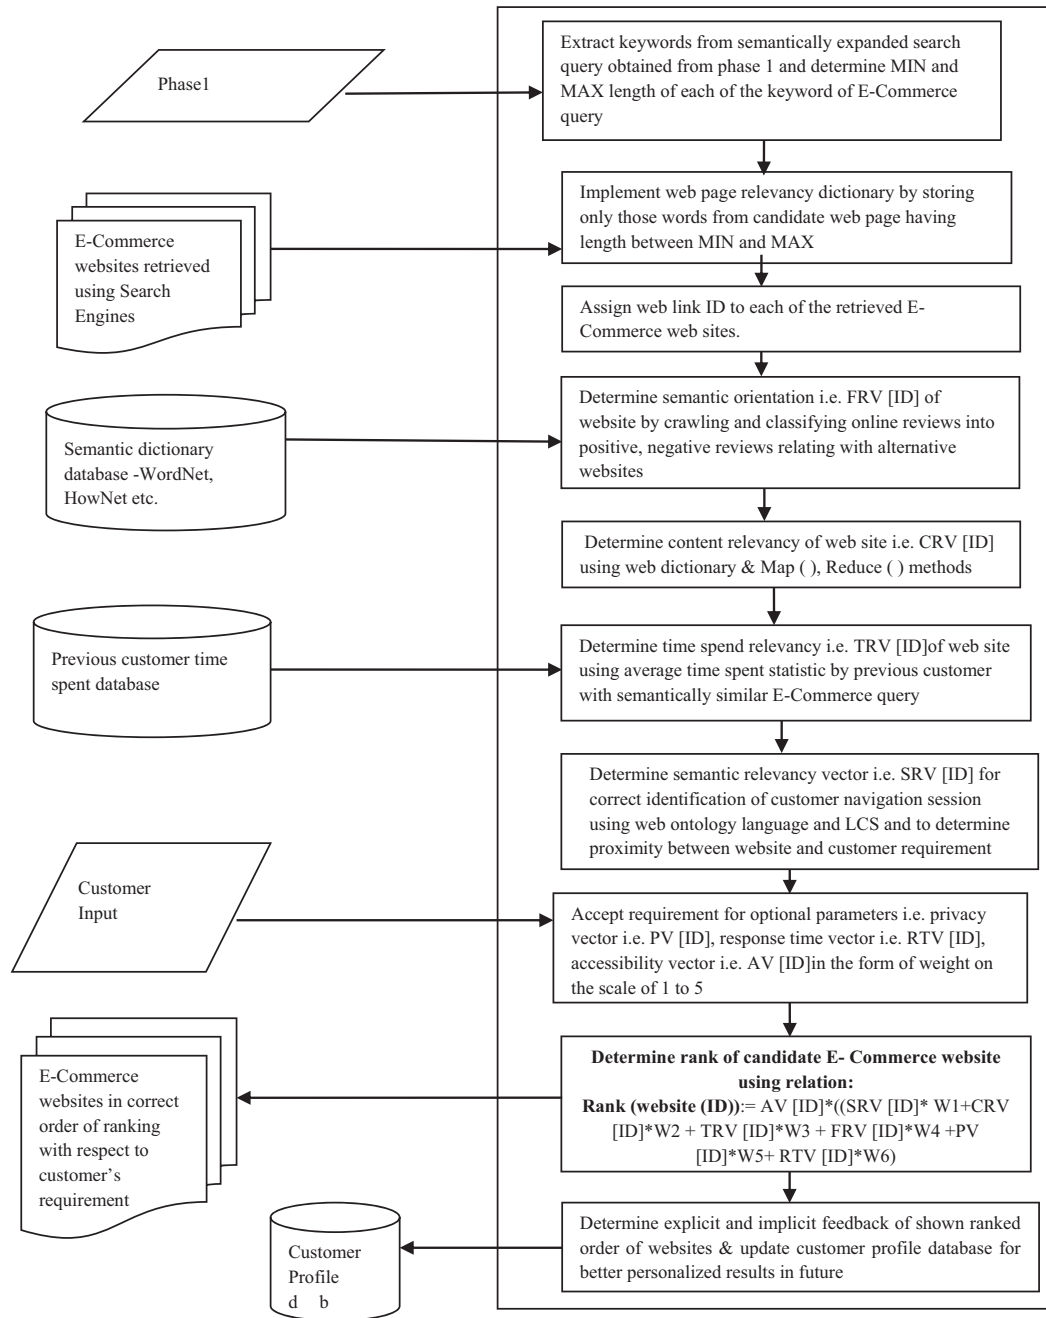 Phase1
Extract keywords from semantically expanded search
query obtained from phase 1 and determine MIN and
MAX length of each of the keyword of E-Commerce
query
E-Commerce
websites retrieved
using Search
Engines
Implement web page relevancy dictionary by storing
only those words from candidate web page having
length between MIN and MAX
Assign web link ID to each of the retrieved E-
Commerce web sites.
Semantic dictionary
database -WordNet,
HowNet etc.
Determine semantic orientation i.e. FRV [ID] of
website by crawling and classifying online reviews into
positive, negative reviews relating with alternative
websites
Determine content relevancy of web site i.e. CRV [ID]
using web dictionary & Map ( ), Reduce ( ) methods
Previous customer time
spent database
Determine time spend relevancy i.e. TRV [ID]of web site
using average time spent statistic by previous customer
with semantically similar E-Commerce query
Determine semantic relevancy vector i.e. SRV [ID] for
correct identification of customer navigation session
using web ontology language and LCS and to determine
proximity between website and customer requirement
Customer
Input
Accept requirement for optional parameters i.e. privacy
vector i.e. PV [ID], response time vector i.e. RTV [ID],
accessibility vector i.e. AV [ID]in the form of weight on
the scale of 1 to 5
E-Commerce
websites in correct
order of ranking
with respect to
customer’s
requirement
Determine rank of candidate E- Commerce website
using relation:
Rank (website (ID)):= AV [ID]*((SRV [ID]* W1+CRV
[ID]*W2 + TRV [ID]*W3 + FRV [ID]*W4 +PV
[ID]*W5+ RTV [ID]*W6)
Customer
Profile
d b
Determine explicit and implicit feedback of shown ranked
order of websites & update customer profile database for
better personalized results in future